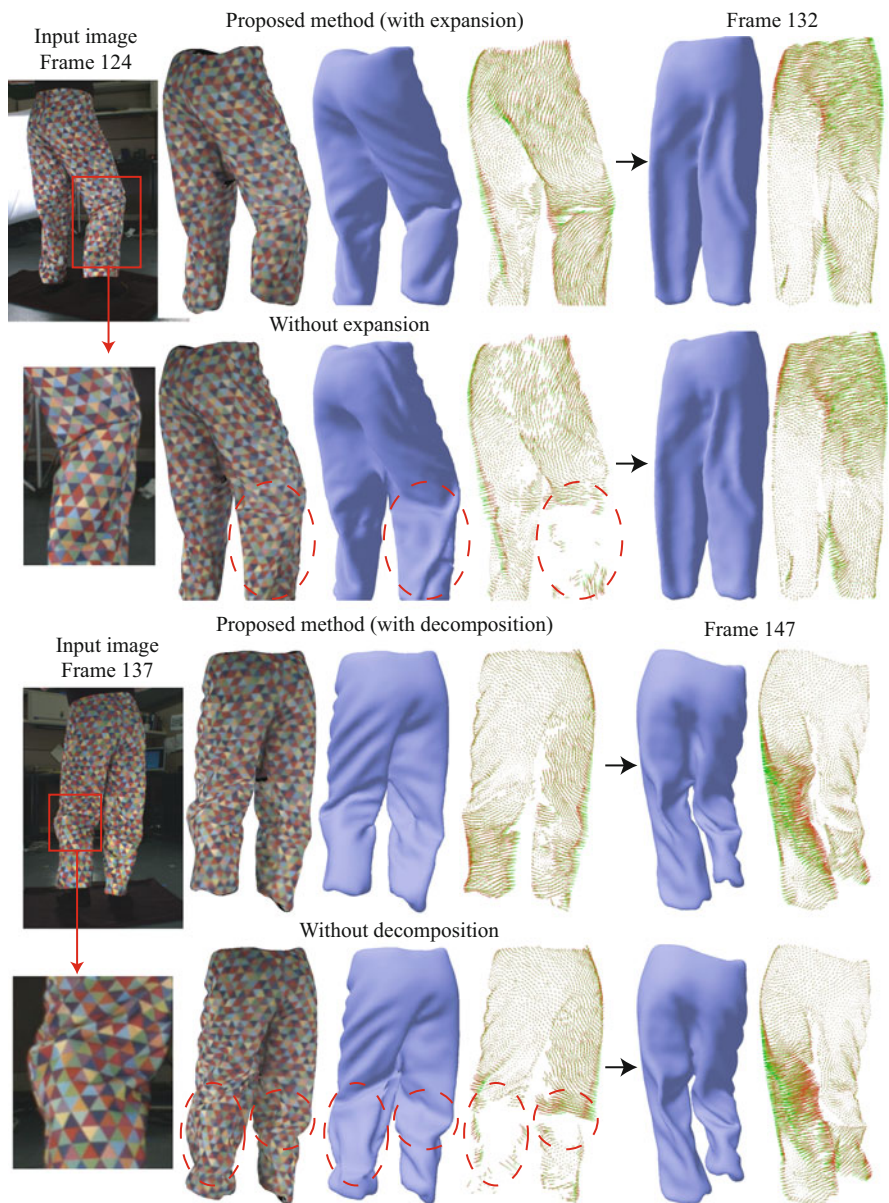 Proposed method (with expansion)
Frame 132
Input image
Frame 124
Without expansion
Proposed method (with decomposition)
Frame 147
Input image
Frame 137
Without decomposition